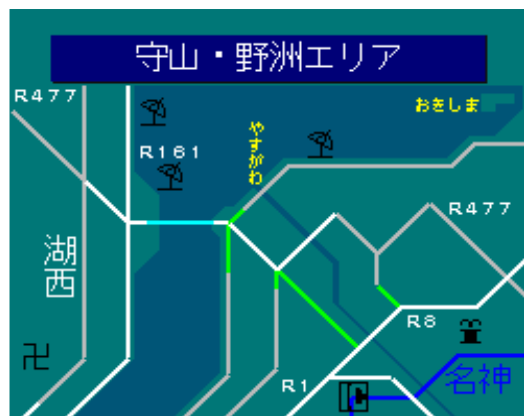 守山・野洲エリア
R477
おきしま
やすがわ
R161
R477
湖西
R8
卍
名神
R1